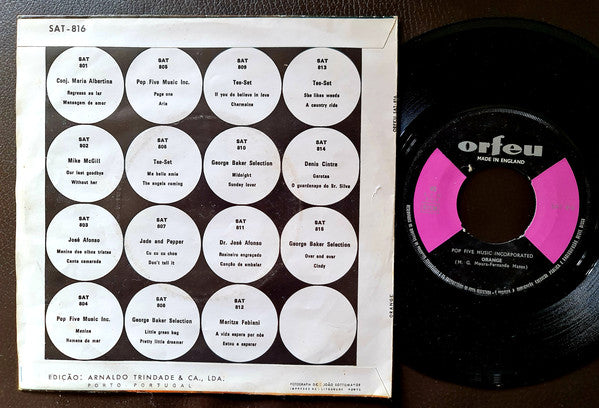 SAT-816
SAT
801
Conj. Maria Albertina
Regresso ao lar
Mensagem de amor
SAT
805
Pop Five Music Inc.
Page one
Aria
SAT
809
Tee-Set
If you do believe in love
Charmaine
SAT
813
Tee-Set
She likes weeds
A country ride
SAT
802
Mike McGill
Our last goodbye
Without her
SAT
806
Tee-Set
Ma belle amie
The angels coming
SAT
810
George Baker Selection
Midnight
Sunday lover
SAT
814
Denis Cintra
Garotas
O guardanapo do Sr. Silva
SAT
803
José Afonso
Menina dos olhos tristes
Canta camarada
SAT
807
Jade and Pepper
Cu cu cu choo
Don't tell it
SAT
811
Dr. José Afonso
Resineiro engraçado
Canção de embalar
SAT
815
George Baker Selection
Over and over
Cindy
SAT
804
Pop Five Music Inc.
Menina
Homens do mar
SAT
808
George Baker Selection
Little green bag
Pretty little dreamer
SAT
812
Maritza Fabiani
A vida espera por nós
Estou a esperar
EDIÇÃO: ARNALDO TRINDADE & CA., LDA.
PORTO PORTUGAL
ORFEU SAT 816
ORANGE
orfeu
MADE IN ENGLAND
POP FIVE MUSIC INCORPORATED
ORANGE